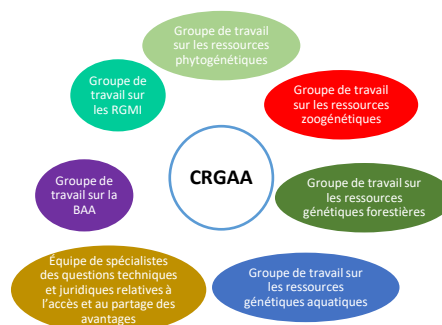 Groupe de travail
sur les ressources
phytogénétiques
Groupe de
travail sur
les RGMI
Groupe de travail
sur les ressources
zoogénétiques
CRGAA
Groupe de
travail sur la
BAA
Groupe de travail sur
les ressources
génétiques forestières
Équipe de spécialistes
des questions techniques
et juridiques relatives à
l'accès et au partage des
avantages
Groupe de travail sur
les ressources
génétiques aquatiques